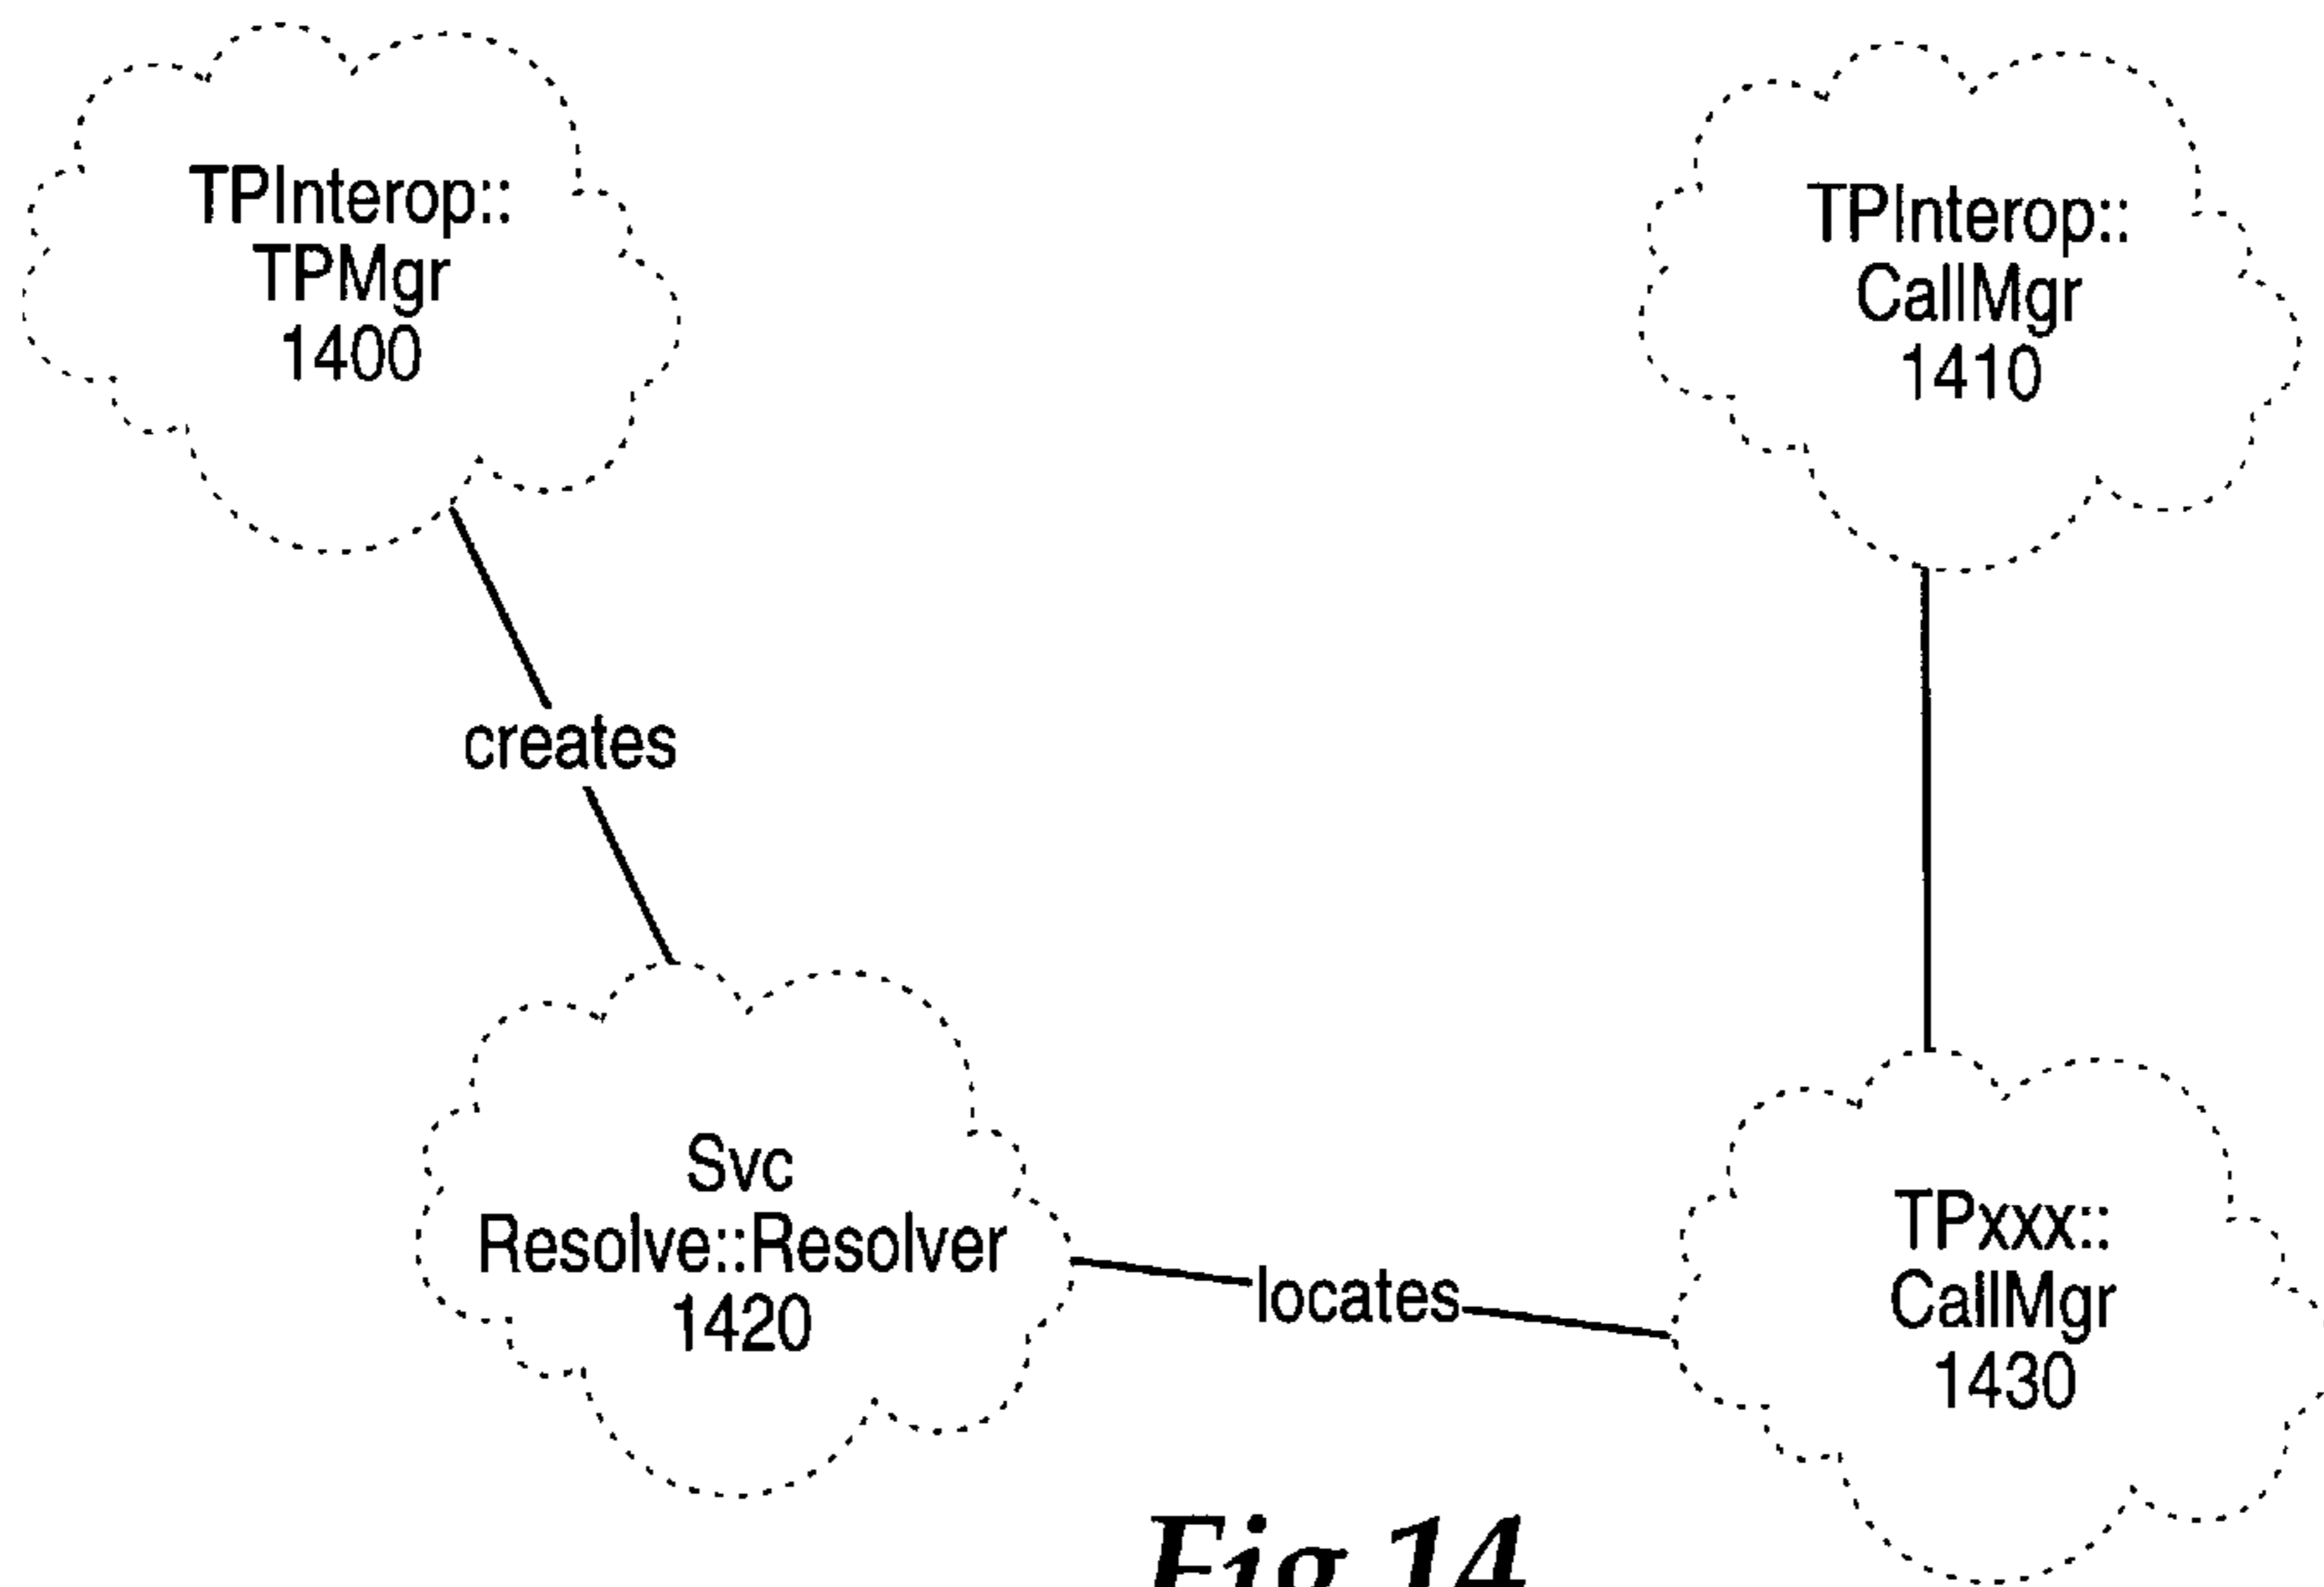 TPInterop::
TPMgr
1400
TPInterop::
CallMgr
1410
creates
Svc
Resolve::Resolver
1420
locates
TPxxx::
CallMgr
1430
Fig 14